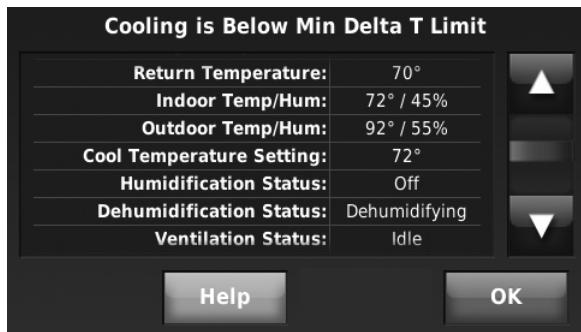 Cooling is Below Min Delta T Limit
Return Temperature: 70°
Indoor Temp/Hum: 72° / 45%
Outdoor Temp/Hum: 92° / 55%
Cool Temperature Setting: 72°
Humidification Status: Off
Dehumidification Status: Dehumidifying
Ventilation Status: Idle
Help OK